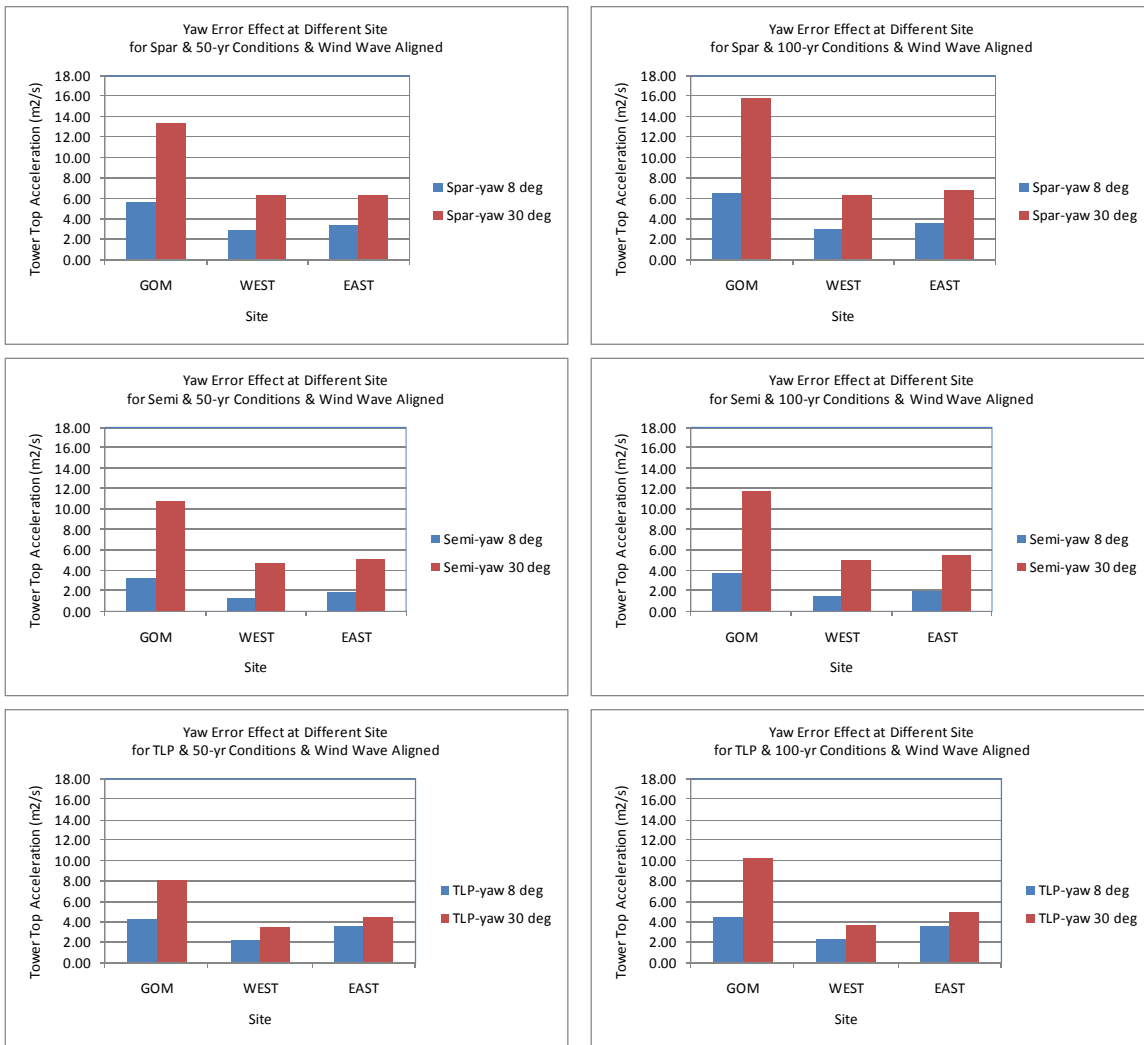 Yaw Error Effect at Different Site
for Spar & 50-yr Conditions & Wind Wave Aligned
Tower Top Acceleration (m2/s)
18.00
16.00
14.00
12.00
10.00
8.00
6.00
4.00
2.00
0.00
GOM WEST EAST
Site
Spar-yaw 8 deg
Spar-yaw 30 deg
Yaw Error Effect at Different Site
for Spar & 100-yr Conditions & Wind Wave Aligned
Tower Top Acceleration (m2/s)
18.00
16.00
14.00
12.00
10.00
8.00
6.00
4.00
2.00
0.00
GOM WEST EAST
Site
Spar-yaw 8 deg
Spar-yaw 30 deg
Yaw Error Effect at Different Site
for Semi & 50-yr Conditions & Wind Wave Aligned
Tower Top Acceleration (m2/s)
18.00
16.00
14.00
12.00
10.00
8.00
6.00
4.00
2.00
0.00
GOM WEST EAST
Site
Semi-yaw 8 deg
Semi-yaw 30 deg
Yaw Error Effect at Different Site
for Semi & 100-yr Conditions & Wind Wave Aligned
Tower Top Acceleration (m2/s)
18.00
16.00
14.00
12.00
10.00
8.00
6.00
4.00
2.00
0.00
GOM WEST EAST
Site
Semi-yaw 8 deg
Semi-yaw 30 deg
Yaw Error Effect at Different Site
for TLP & 50-yr Conditions & Wind Wave Aligned
Tower Top Acceleration (m2/s)
18.00
16.00
14.00
12.00
10.00
8.00
6.00
4.00
2.00
0.00
GOM WEST EAST
Site
TLP-yaw 8 deg
TLP-yaw 30 deg
Yaw Error Effect at Different Site
for TLP & 100-yr Conditions & Wind Wave Aligned
Tower Top Acceleration (m2/s)
18.00
16.00
14.00
12.00
10.00
8.00
6.00
4.00
2.00
0.00
GOM WEST EAST
Site
TLP-yaw 8 deg
TLP-yaw 30 deg